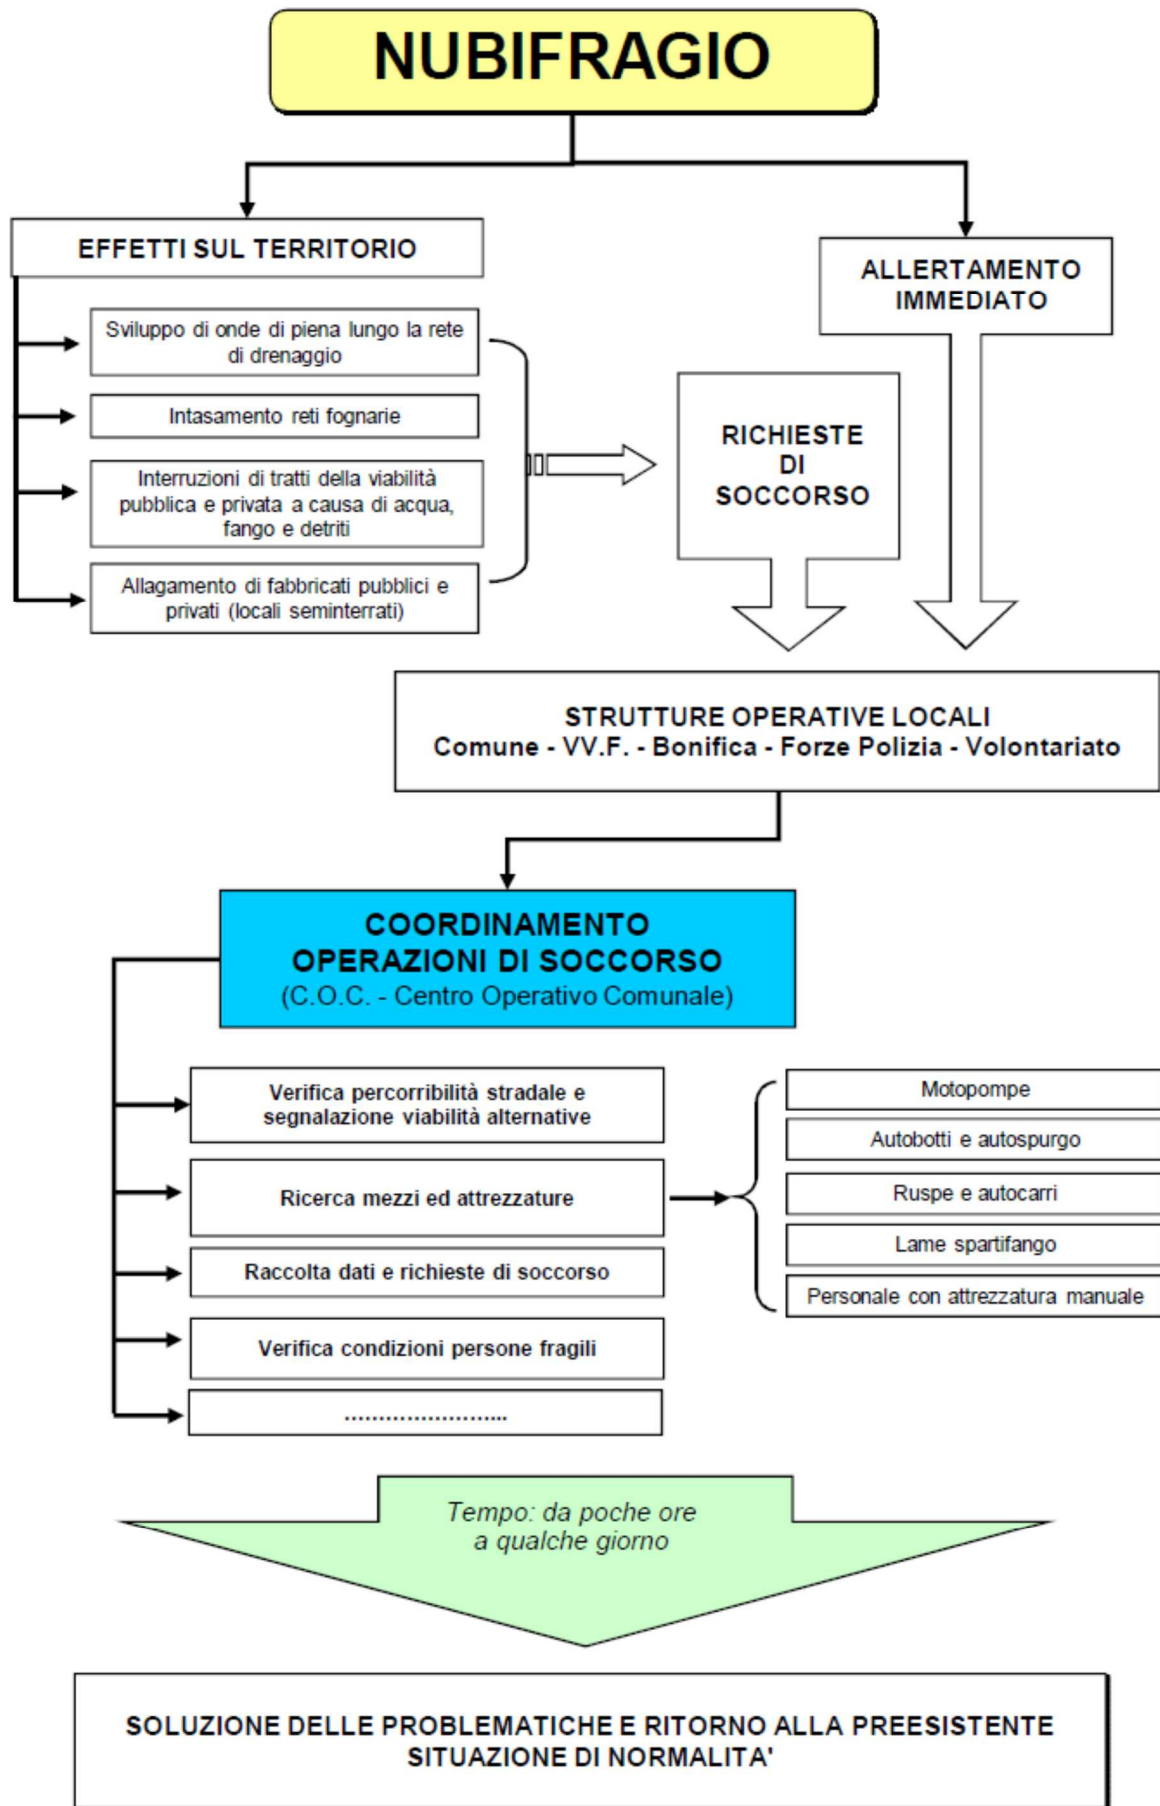 NUBIFRAGIO
EFFETTI SUL TERRITORIO
ALLERTAMENTO
IMMEDIATO
Sviluppo di onde di piena lungo la rete
di drenaggio
Intasamento reti fognarie
Interruzioni di tratti della viabilità
pubblica e privata a causa di acqua,
fango e detriti
Allagamento di fabbricati pubblici e
privati (locali seminterrati)
RICHIESTE
DI
SOCCORSO
STRUTTURE OPERATIVE LOCALI
Comune - VV.F. - Bonifica - Forze Polizia - Volontariato
COORDINAMENTO
OPERAZIONI DI SOCCORSO
(C.O.C. - Centro Operativo Comunale)
Verifica percorribilità stradale e
segnalazione viabilità alternative
Ricerca mezzi ed attrezzature
Raccolta dati e richieste di soccorso
Verifica condizioni persone fragili
........................
Motopompe
Autobotti e autospurgo
Ruspe e autocarri
Lame spartifango
Personale con attrezzatura manuale
Tempo: da poche ore
a qualche giorno
SOLUZIONE DELLE PROBLEMATICHE E RITORNO ALLA PREESISTENTE
SITUAZIONE DI NORMALITA'